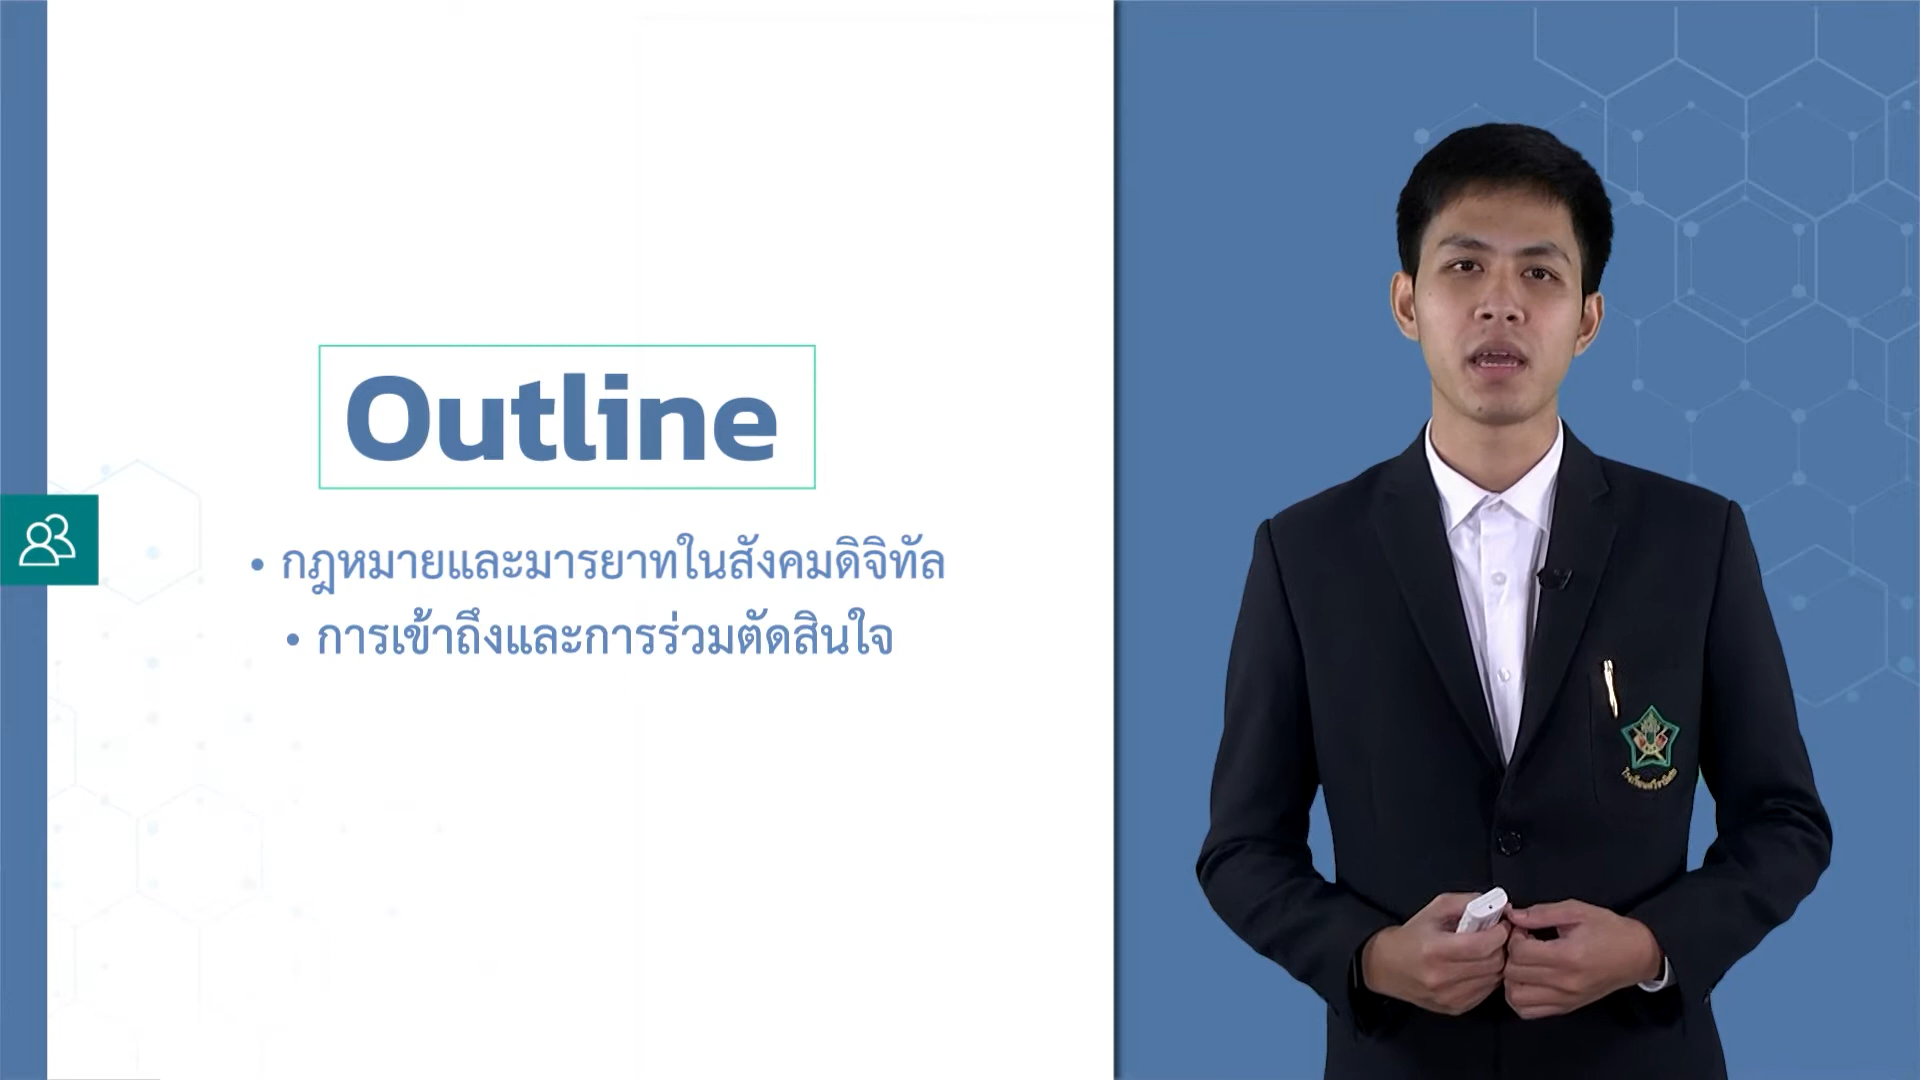 Outline
• กฎหมายและมารยาทในสังคมดิจิทัล
• การเข้าถึงและการร่วมตัดสินใจ